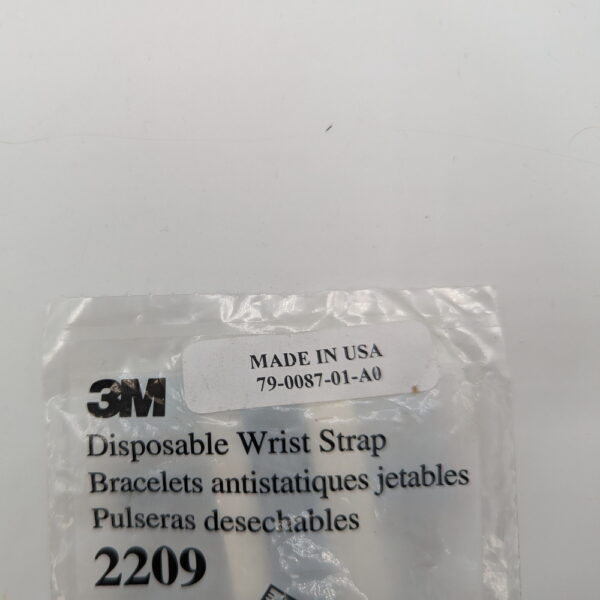 MADE IN USA
79-0087-01-A0
3M
Disposable Wrist Strap
Bracelets antistatiques jetables
Pulseras desechables
2209